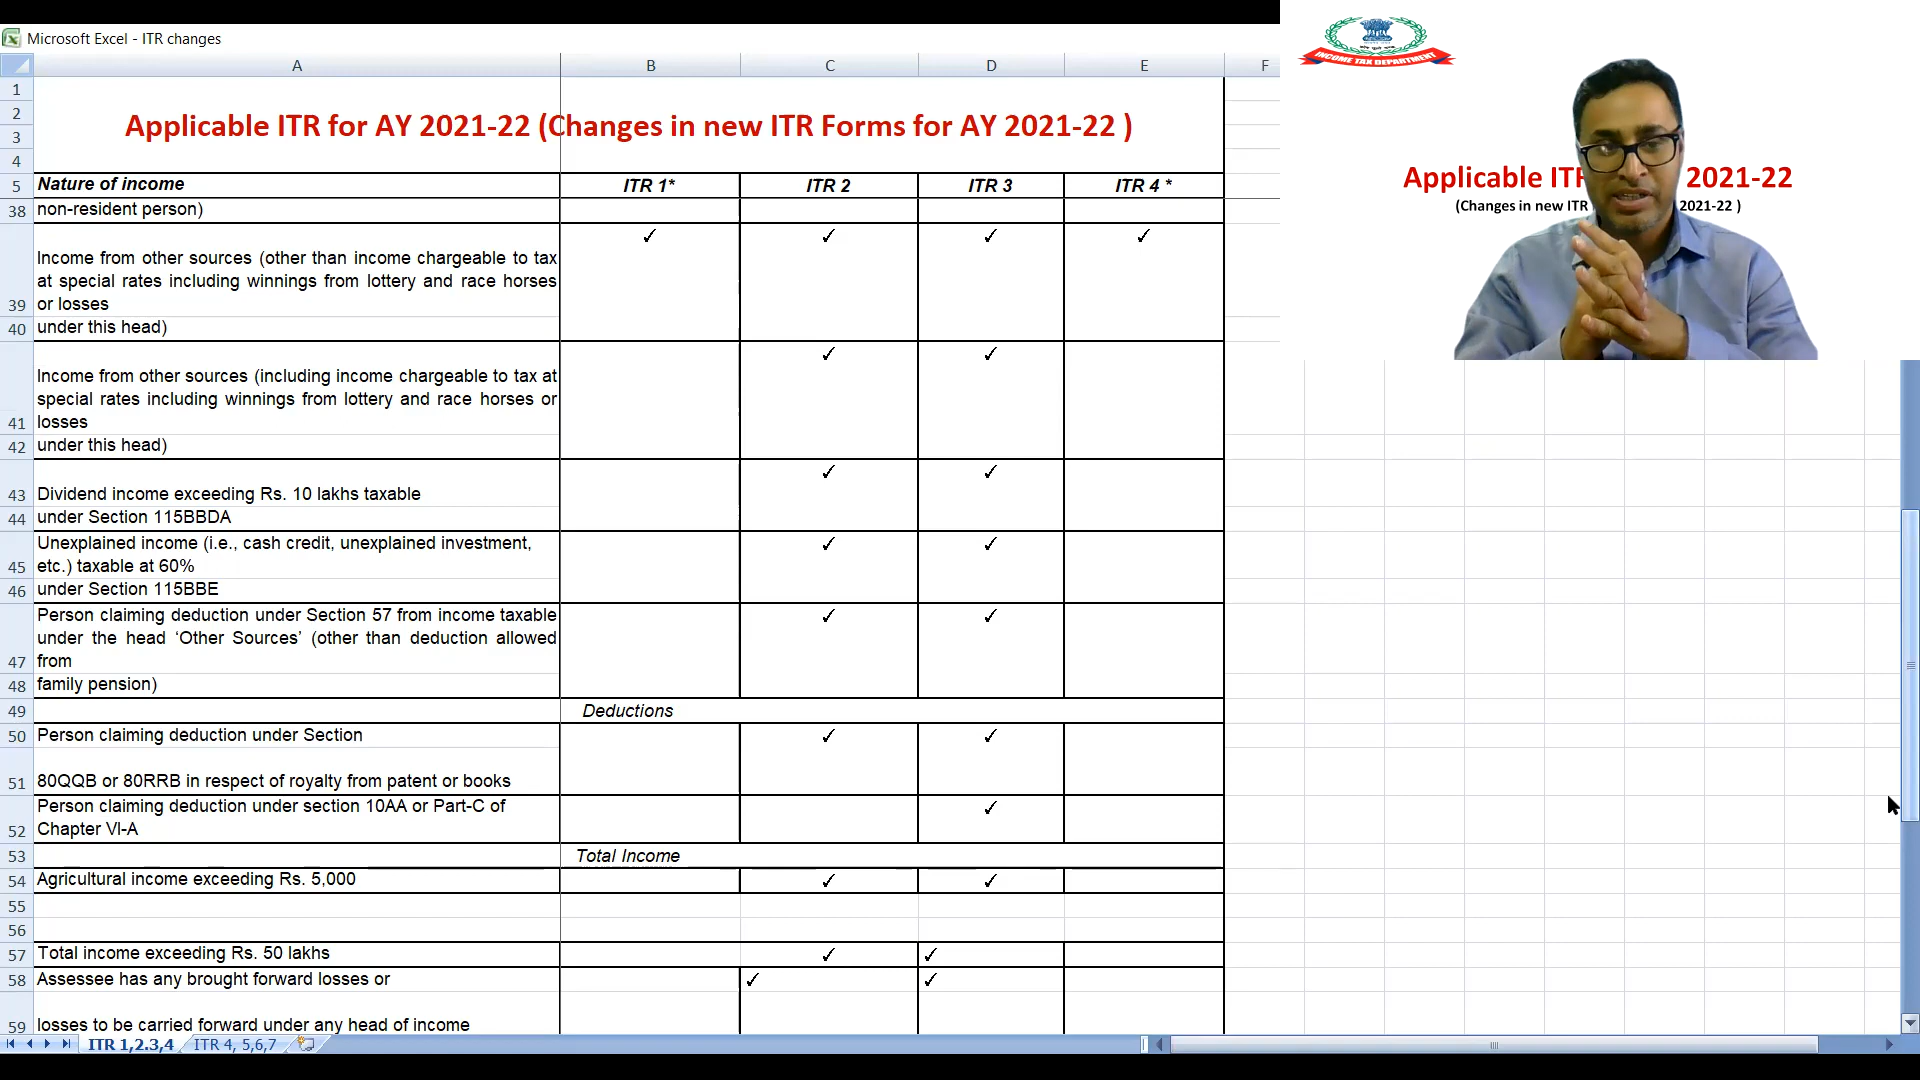 Microsoft Excel - ITR changes
A B C D E F
1
2
3
4
Applicable ITR for AY 2021-22 (Changes in new ITR Forms for AY 2021-22 )
5 Nature of income ITR 1* ITR 2 ITR 3 ITR 4 *
38 non-resident person)
✓ ✓ ✓ ✓
Income from other sources (other than income chargeable to tax
at special rates including winnings from lottery and race horses
39 or losses
40 under this head)
✓ ✓
Income from other sources (including income chargeable to tax at
special rates including winnings from lottery and race horses or
41 losses
42 under this head)
✓ ✓
43 Dividend income exceeding Rs. 10 lakhs taxable
44 under Section 115BBDA
Unexplained income (i.e., cash credit, unexplained investment, ✓ ✓
45 etc.) taxable at 60%
46 under Section 115BBE
Person claiming deduction under Section 57 from income taxable ✓ ✓
under the head ‘Other Sources’ (other than deduction allowed
47 from
48 family pension)
49 Deductions
50 Person claiming deduction under Section ✓ ✓
51 80QQB or 80RRB in respect of royalty from patent or books
Person claiming deduction under section 10AA or Part-C of ✓
52 Chapter VI-A
53 Total Income
54 Agricultural income exceeding Rs. 5,000 ✓ ✓
55
56
57 Total income exceeding Rs. 50 lakhs ✓ ✓
58 Assessee has any brought forward losses or ✓ ✓
59 losses to be carried forward under any head of income
ITR 1,2.3,4 ITR 4, 5,6,7
INCOME TAX DEPARTMENT
Applicable ITR 2021-22
(Changes in new ITR 2021-22 )